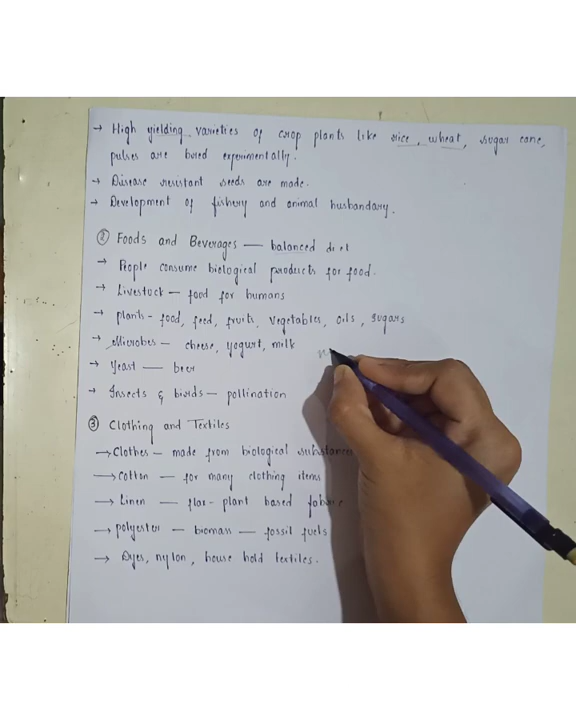 → High yielding varieties of crop plants like rice, wheat, sugar cane,
pulses are bured experimentally.
→ Disease resistant seeds are made.
→ Development of fishery and animal husbandary.
② Foods and Beverages — balanced diet
→ People consume biological products for food.
→ Livestock — food for humans
→ plants - food, feed, fruits, vegetables, oils, sugars
→ Microbes — cheese, yogurt, milk
→ Yeast — beer
→ Insects & birds — pollination
③ Clothing and Textiles
→ Clothes — made from biological substances
→ Cotton — for many clothing items
→ Linen — flax - plant based fabric
→ polyester — biomass — fossil fuels
→ Dyes, nylon, house hold textiles.